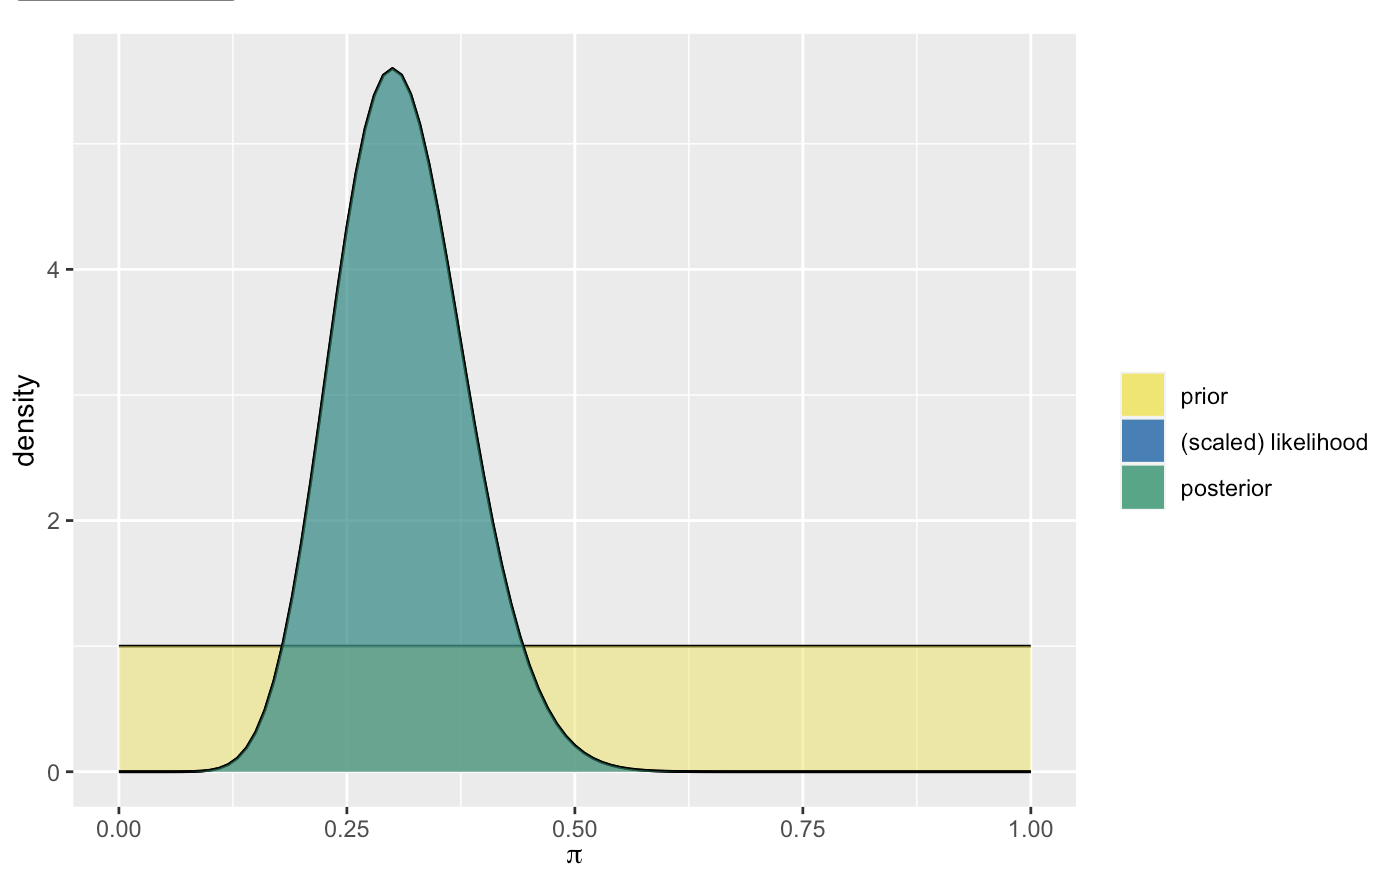 density
4
2
0
0.00 0.25 0.50 0.75 1.00
π
prior
(scaled) likelihood
posterior